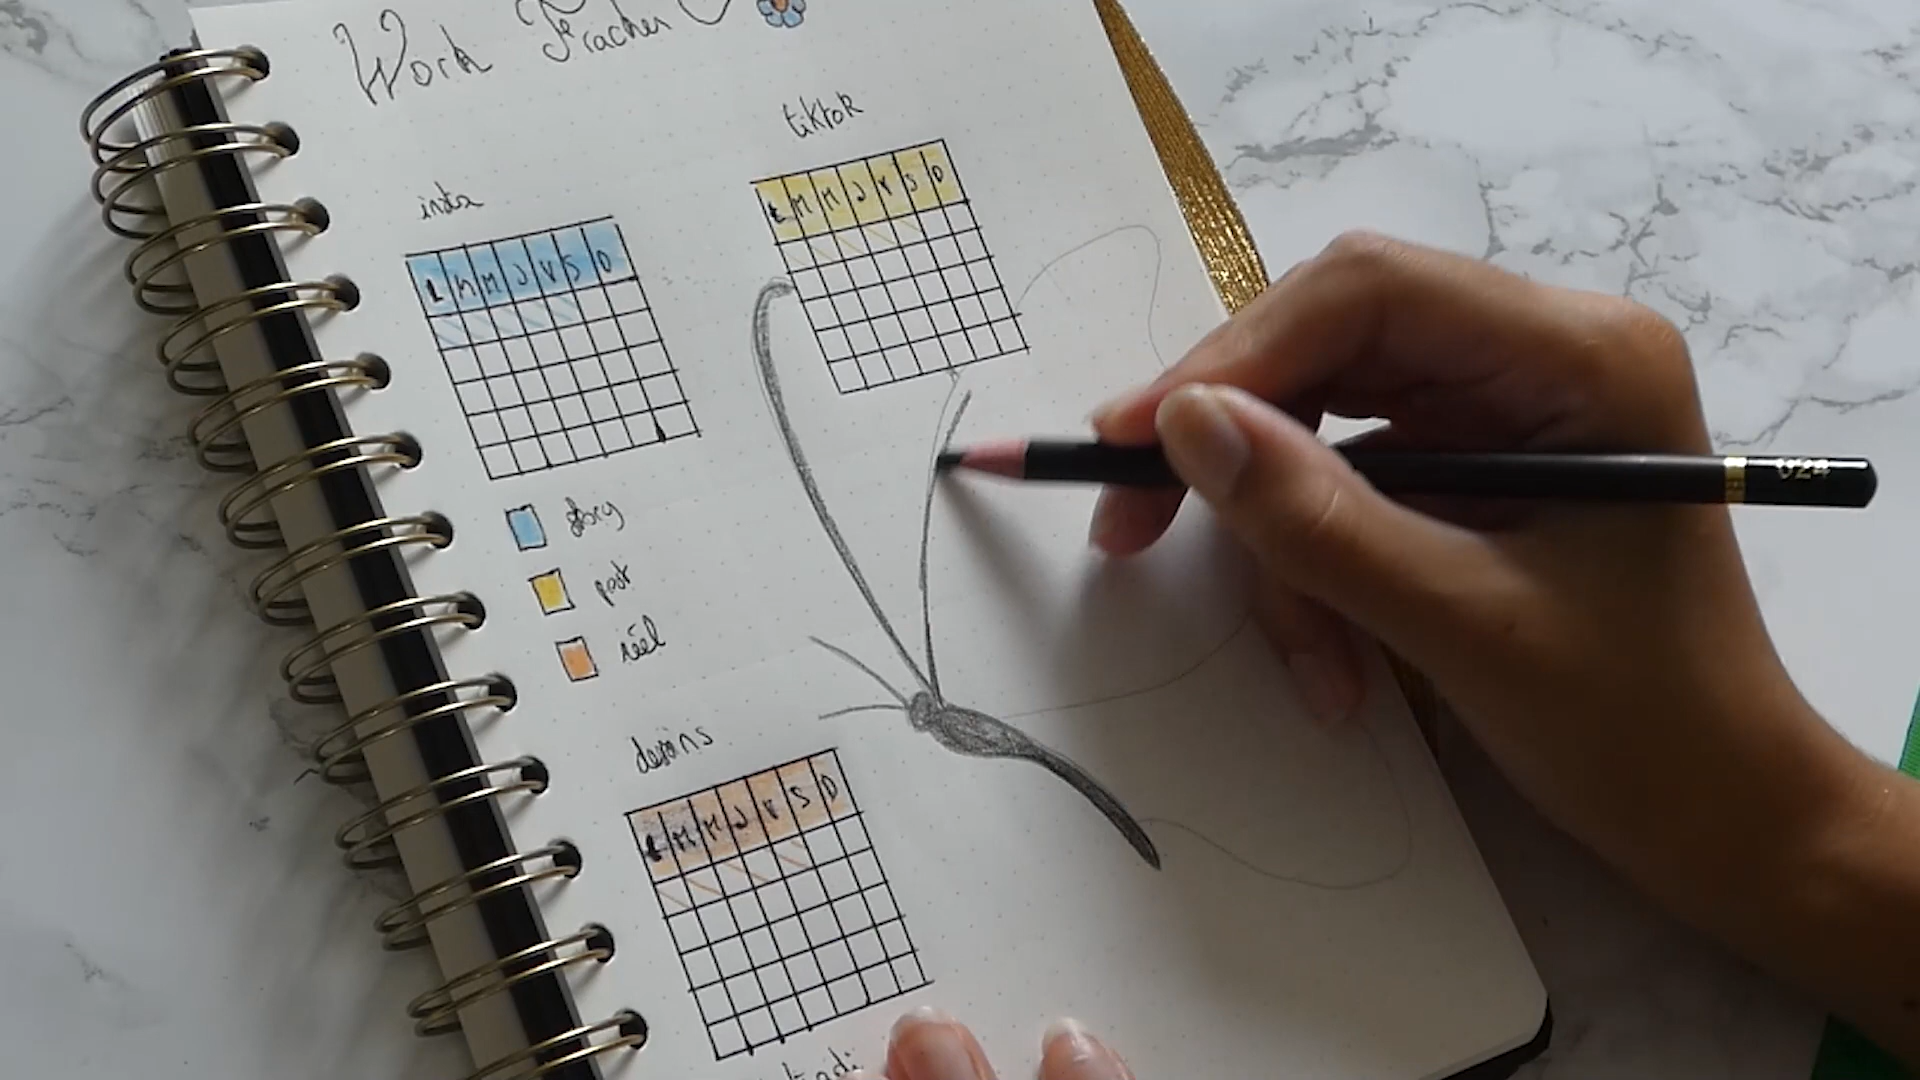 Work Tracker
tiktok
L M M J V S D
insta
L M M J V S D
story
post
réel
dessins
L M M J V S D